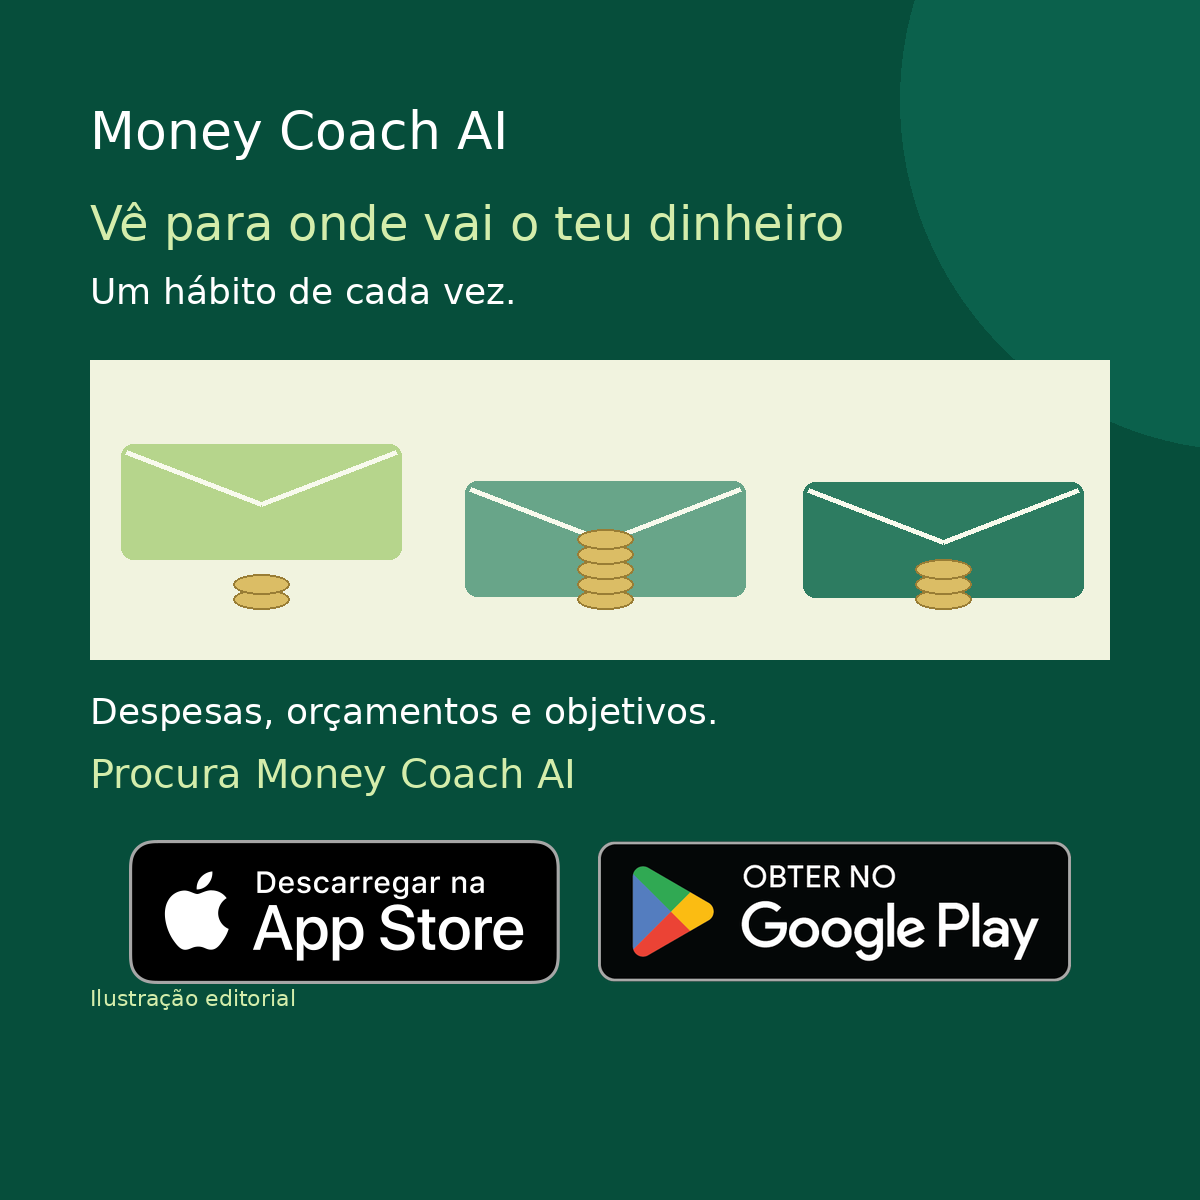 Money Coach AI
Vê para onde vai o teu dinheiro
Um hábito de cada vez.
Despesas, orçamentos e objetivos.
Procura Money Coach AI
Descarregar na
App Store
OBTER NO
Google Play
Ilustração editorial